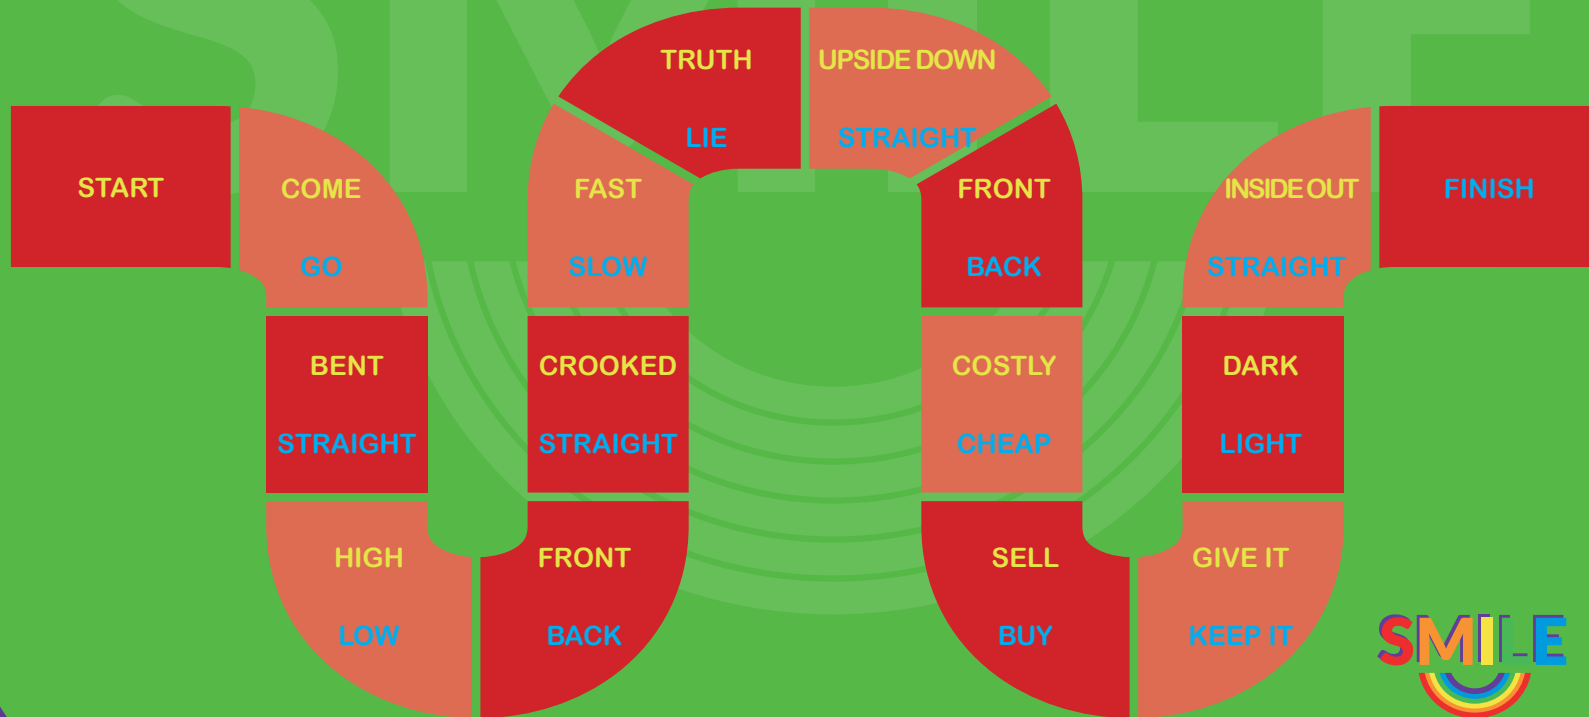 START
COME
GO
BENT
STRAIGHT
HIGH
LOW
FRONT
BACK
CROOKED
STRAIGHT
FAST
SLOW
TRUTH
LIE
UPSIDE DOWN
STRAIGHT
FRONT
BACK
COSTLY
CHEAP
SELL
BUY
GIVE IT
KEEP IT
DARK
LIGHT
INSIDE OUT
STRAIGHT
FINISH
SMILE
SMILE